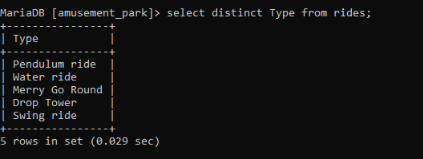 MariaDB [amusement_park]> select distinct Type from rides;
+----------------+
| Type           |
+----------------+
| Pendulum ride  |
| Water ride     |
| Merry Go Round |
| Drop Tower     |
| Swing ride     |
+----------------+
5 rows in set (0.029 sec)